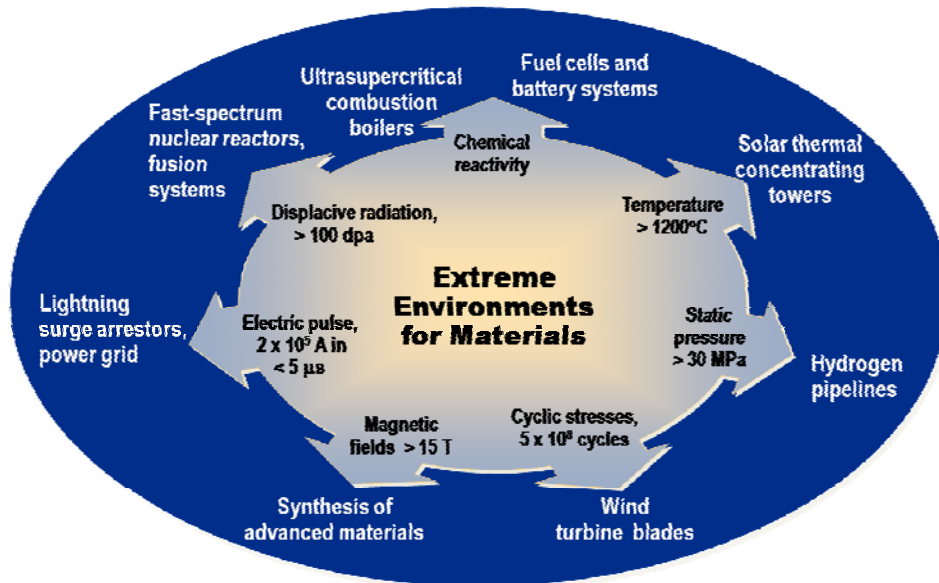 Fuel cells and
battery systems
Ultrasupercritical
combustion
boilers
Fast-spectrum
nuclear reactors,
fusion
systems
Solar thermal
concentrating
towers
Chemical
reactivity
Displacive radiation,
> 100 dpa
Temperature
> 1200°C
Extreme
Environments
for Materials
Lightning
surge arrestors,
power grid
Electric pulse,
2 x 10⁵ A in
< 5 µs
Static
pressure
> 30 MPa
Hydrogen
pipelines
Magnetic
fields > 15 T
Cyclic stresses,
5 x 10⁸ cycles
Synthesis of
advanced materials
Wind
turbine blades